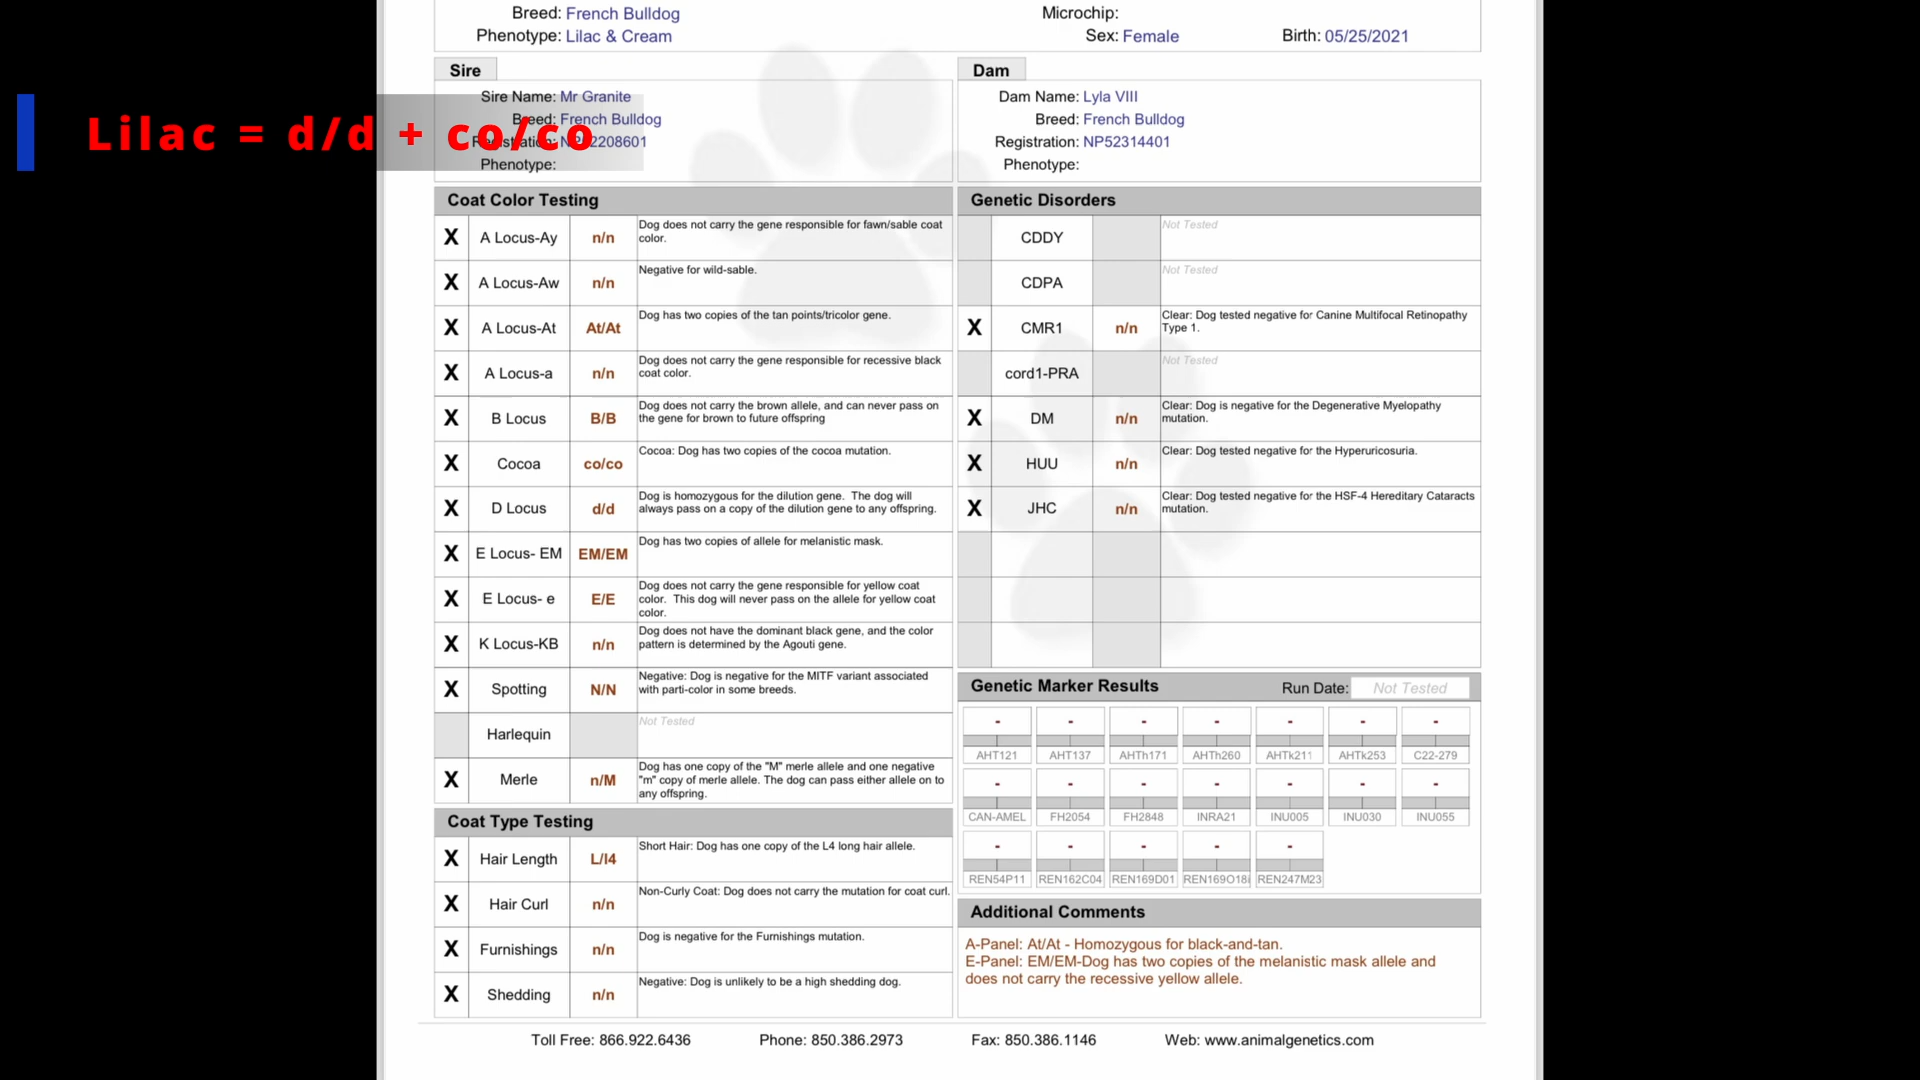 Breed: French Bulldog
Microchip:
Phenotype: Lilac & Cream
Sex: Female
Birth: 05/25/2021
Sire
Sire Name: Mr Granite
Breed: French Bulldog
Registration: NP52208601
Phenotype:
Lilac = d/d + co/co
Dam
Dam Name: Lyla VIII
Breed: French Bulldog
Registration: NP52314401
Phenotype:
Coat Color Testing
X A Locus-Ay n/n Dog does not carry the gene responsible for fawn/sable coat
color.
X A Locus-Aw n/n Negative for wild-sable.
X A Locus-At At/At Dog has two copies of the tan points/tricolor gene.
X A Locus-a n/n Dog does not carry the gene responsible for recessive black
coat color.
X B Locus B/B Dog does not carry the brown allele, and can never pass on
the gene for brown to future offspring
X Cocoa co/co Cocoa: Dog has two copies of the cocoa mutation.
X D Locus d/d Dog is homozygous for the dilution gene. The dog will
always pass on a copy of the dilution gene to any offspring.
X E Locus- EM EM/EM Dog has two copies of allele for melanistic mask.
X E Locus- e E/E Dog does not carry the gene responsible for yellow coat
color. This dog will never pass on the allele for yellow coat
color.
X K Locus-KB n/n Dog does not have the dominant black gene, and the color
pattern is determined by the Agouti gene.
X Spotting N/N Negative: Dog is negative for the MITF variant associated
with parti-color in some breeds.
Harlequin Not Tested
X Merle n/M Dog has one copy of the "M" merle allele and one negative
"m" copy of merle allele. The dog can pass either allele on to
any offspring.
Coat Type Testing
X Hair Length L/l4 Short Hair: Dog has one copy of the L4 long hair allele.
X Hair Curl n/n Non-Curly Coat: Dog does not carry the mutation for coat curl.
X Furnishings n/n Dog is negative for the Furnishings mutation.
X Shedding n/n Negative: Dog is unlikely to be a high shedding dog.
Genetic Disorders
CDDY Not Tested
CDPA Not Tested
X CMR1 n/n Clear: Dog tested negative for Canine Multifocal Retinopathy
Type 1.
cord1-PRA Not Tested
X DM n/n Clear: Dog is negative for the Degenerative Myelopathy
mutation.
X HUU n/n Clear: Dog tested negative for the Hyperuricosuria.
X JHC n/n Clear: Dog tested negative for the HSF-4 Hereditary Cataracts
mutation.
Genetic Marker Results Run Date: Not Tested
- - - - - - -
AHT121 AHT137 AHTh171 AHTh260 AHTk211 AHTk253 C22-279
- - - - - - -
CAN-AMEL FH2054 FH2848 INRA21 INU005 INU030 INU055
- - - - -
REN54P11 REN162C04 REN169D01 REN169O18 REN247M23
Additional Comments
A-Panel: At/At - Homozygous for black-and-tan.
E-Panel: EM/EM-Dog has two copies of the melanistic mask allele and
does not carry the recessive yellow allele.
Toll Free: 866.922.6436 Phone: 850.386.2973 Fax: 850.386.1146 Web: www.animalgenetics.com